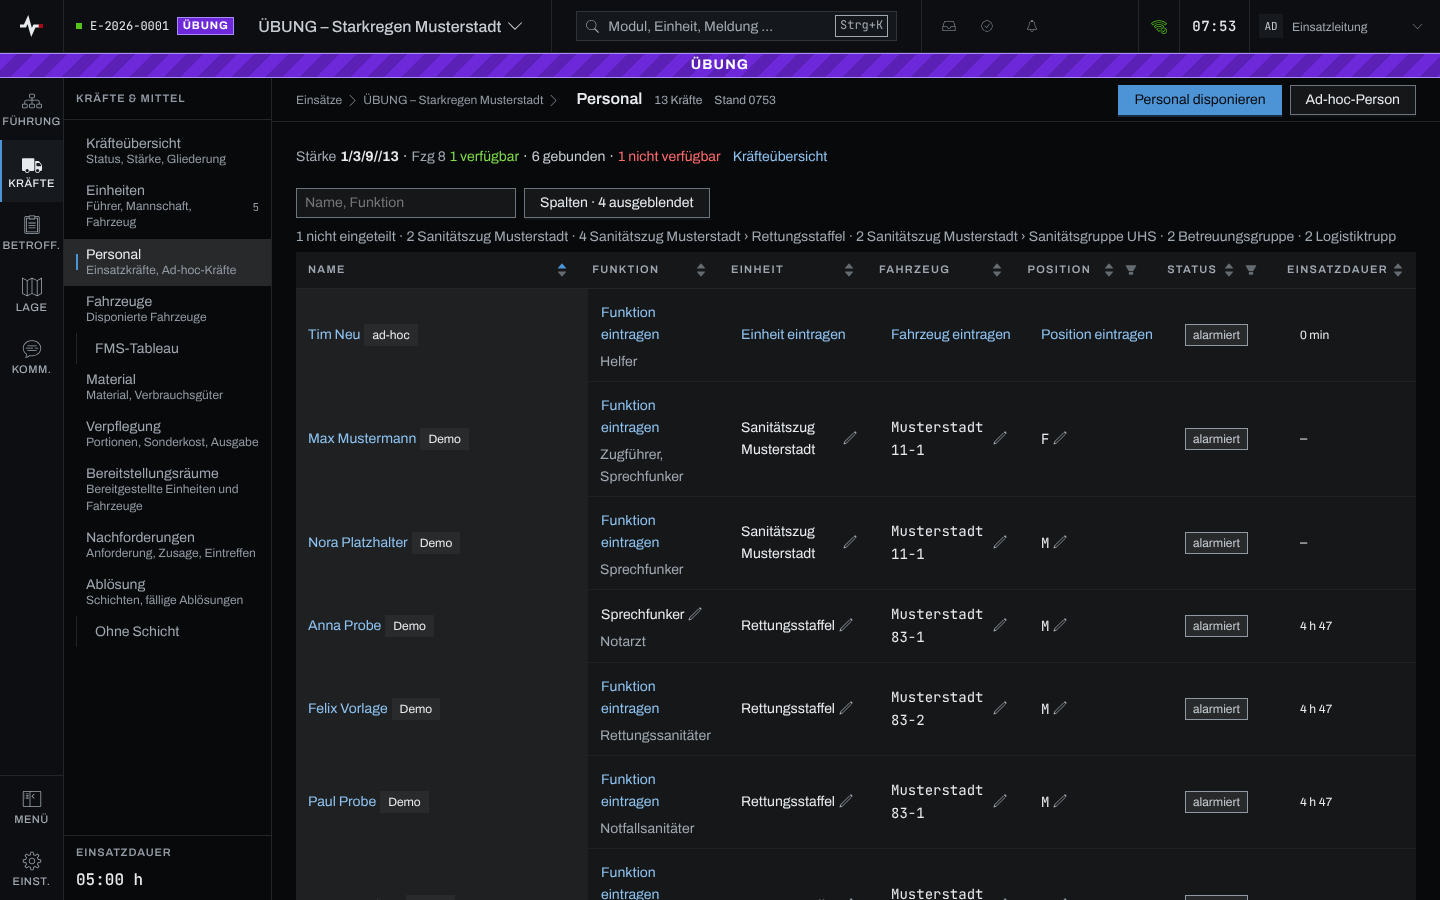 E-2026-0001 ÜBUNG ÜBUNG – Starkregen Musterstadt Modul, Einheit, Meldung ... Strg+K 07:53 AD Einsatzleitung
ÜBUNG
FÜHRUNG
KRÄFTE
BETROFF.
LAGE
KOMM.
MENÜ
EINST.
KRÄFTE & MITTEL
Kräfteübersicht
Status, Stärke, Gliederung
Einheiten
Führer, Mannschaft,
Fahrzeug
5
Personal
Einsatzkräfte, Ad-hoc-Kräfte
Fahrzeuge
Disponierte Fahrzeuge
FMS-Tableau
Material
Material, Verbrauchsgüter
Verpflegung
Portionen, Sonderkost, Ausgabe
Bereitstellungsräume
Bereitgestellte Einheiten und
Fahrzeuge
Nachforderungen
Anforderung, Zusage, Eintreffen
Ablösung
Schichten, fällige Ablösungen
Ohne Schicht
EINSATZDAUER
05:00 h
Einsätze ÜBUNG – Starkregen Musterstadt Personal 13 Kräfte Stand 0753 Personal disponieren Ad-hoc-Person
Stärke 1/3/9//13 · Fzg 8 1 verfügbar · 6 gebunden · 1 nicht verfügbar Kräfteübersicht
Name, Funktion Spalten · 4 ausgeblendet
1 nicht eingeteilt · 2 Sanitätszug Musterstadt · 4 Sanitätszug Musterstadt › Rettungsstaffel · 2 Sanitätszug Musterstadt › Sanitätsgruppe UHS · 2 Betreuungsgruppe · 2 Logistiktrupp
NAME FUNKTION EINHEIT FAHRZEUG POSITION STATUS EINSATZDAUER
Funktion
Tim Neu ad-hoc eintragen Einheit eintragen Fahrzeug eintragen Position eintragen alarmiert 0 min
Helfer
Funktion
eintragen Sanitätszug Musterstadt
Max Mustermann Demo F alarmiert –
Zugführer, Musterstadt 11-1
Sprechfunker
Funktion
eintragen Sanitätszug Musterstadt
Nora Platzhalter Demo M alarmiert –
Sprechfunker Musterstadt 11-1
Sprechfunker Musterstadt
Anna Probe Demo Rettungsstaffel M alarmiert 4 h 47
Notarzt 83-1
Funktion
eintragen Musterstadt
Felix Vorlage Demo Rettungsstaffel M alarmiert 4 h 47
Rettungssanitäter 83-2
Funktion
eintragen Musterstadt
Paul Probe Demo Rettungsstaffel M alarmiert 4 h 47
Notfallsanitäter 83-1
Funktion
eintragen Musterstadt